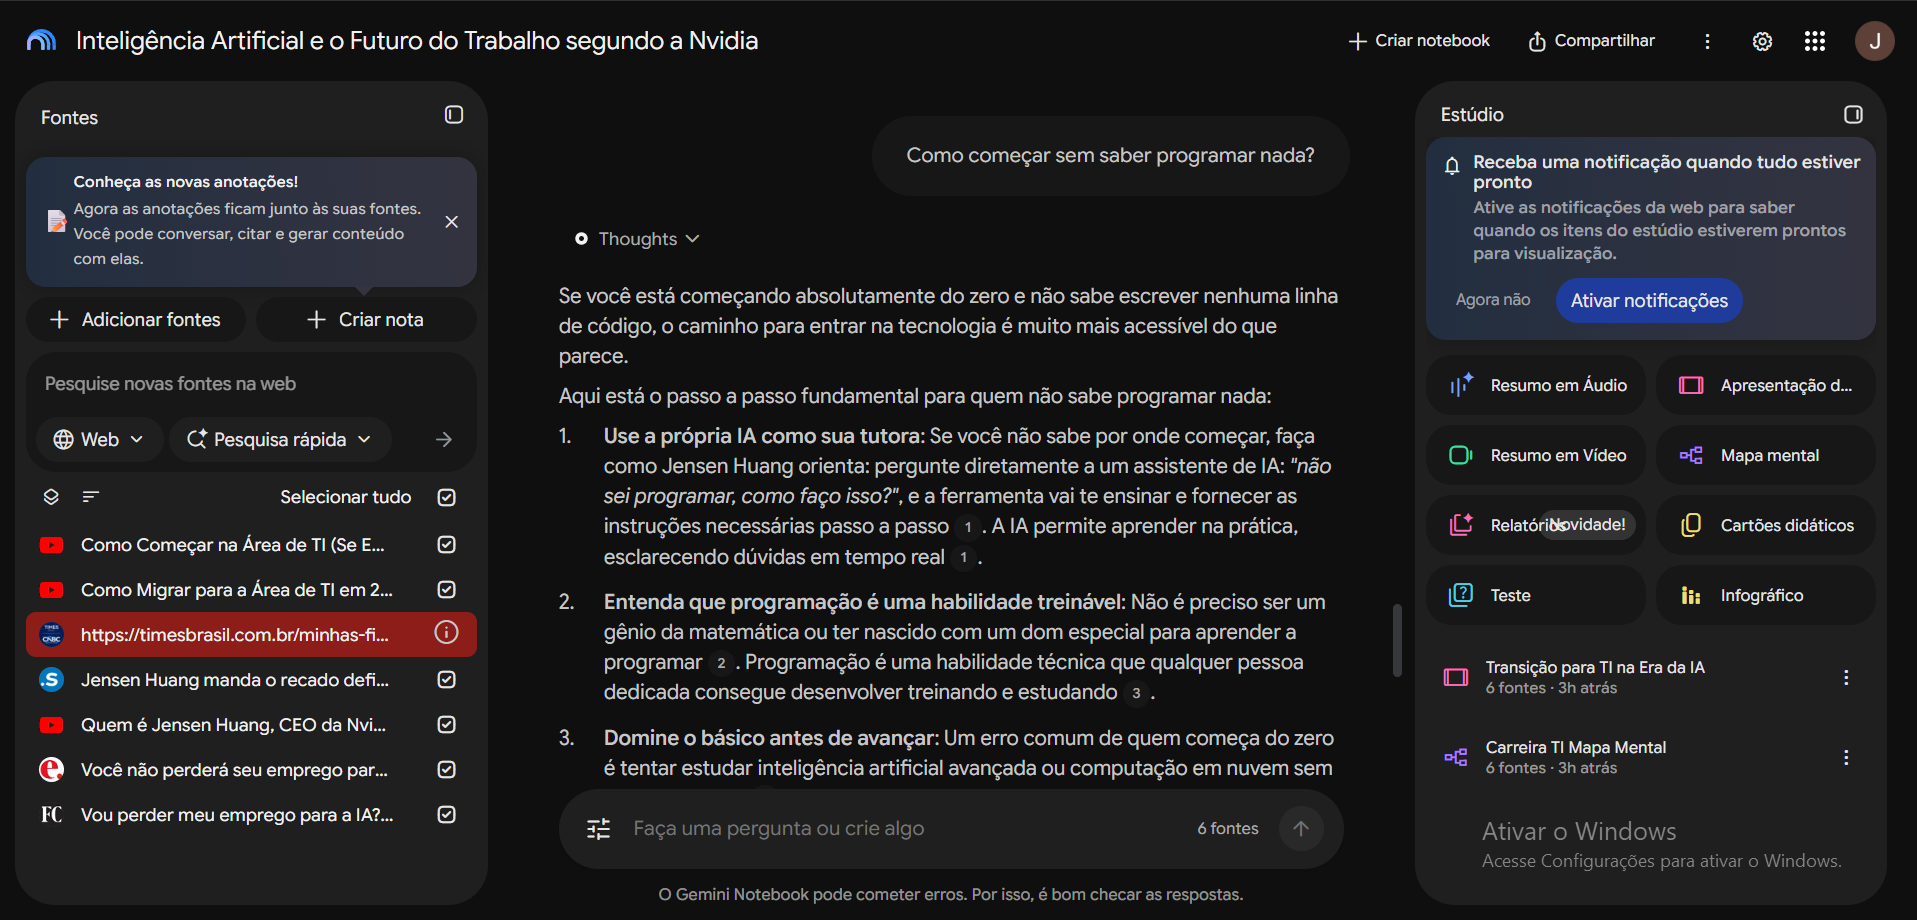 Inteligência Artificial e o Futuro do Trabalho segundo a Nvidia
Criar notebook
Compartilhar
J
Fontes
Conheça as novas anotações!
Agora as anotações ficam junto às suas fontes.
Você pode conversar, citar e gerar conteúdo
com elas.
Adicionar fontes
Criar nota
Pesquise novas fontes na web
Web
Pesquisa rápida
Selecionar tudo
Como Começar na Área de TI (Se E...
Como Migrar para a Área de TI em 2...
TIMES
CNBC
https://timesbrasil.com.br/minhas-fi...
.S
Jensen Huang manda o recado defi...
Quem é Jensen Huang, CEO da Nvi...
e.
Você não perderá seu emprego par...
FC
Vou perder meu emprego para a IA?...
Como começar sem saber programar nada?
Thoughts
Se você está começando absolutamente do zero e não sabe escrever nenhuma linha
de código, o caminho para entrar na tecnologia é muito mais acessível do que
parece.
Aqui está o passo a passo fundamental para quem não sabe programar nada:
1. Use a própria IA como sua tutora: Se você não sabe por onde começar, faça
como Jensen Huang orienta: pergunte diretamente a um assistente de IA: "não
sei programar, como faço isso?", e a ferramenta vai te ensinar e fornecer as
instruções necessárias passo a passo 1 . A IA permite aprender na prática,
esclarecendo dúvidas em tempo real 1 .
2. Entenda que programação é uma habilidade treinável: Não é preciso ser um
gênio da matemática ou ter nascido com um dom especial para aprender a
programar 2 . Programação é uma habilidade técnica que qualquer pessoa
dedicada consegue desenvolver treinando e estudando 3 .
3. Domine o básico antes de avançar: Um erro comum de quem começa do zero
é tentar estudar inteligência artificial avançada ou computação em nuvem sem
Faça uma pergunta ou crie algo
6 fontes
O Gemini Notebook pode cometer erros. Por isso, é bom checar as respostas.
Estúdio
Receba uma notificação quando tudo estiver
pronto
Ative as notificações da web para saber
quando os itens do estúdio estiverem prontos
para visualização.
Agora não
Ativar notificações
Resumo em Áudio
Apresentação d...
Resumo em Vídeo
Mapa mental
Relatórios
Novidade!
Cartões didáticos
Teste
Infográfico
Transição para TI na Era da IA
6 fontes · 3h atrás
Carreira TI Mapa Mental
6 fontes · 3h atrás
Ativar o Windows
Acesse Configurações para ativar o Windows.